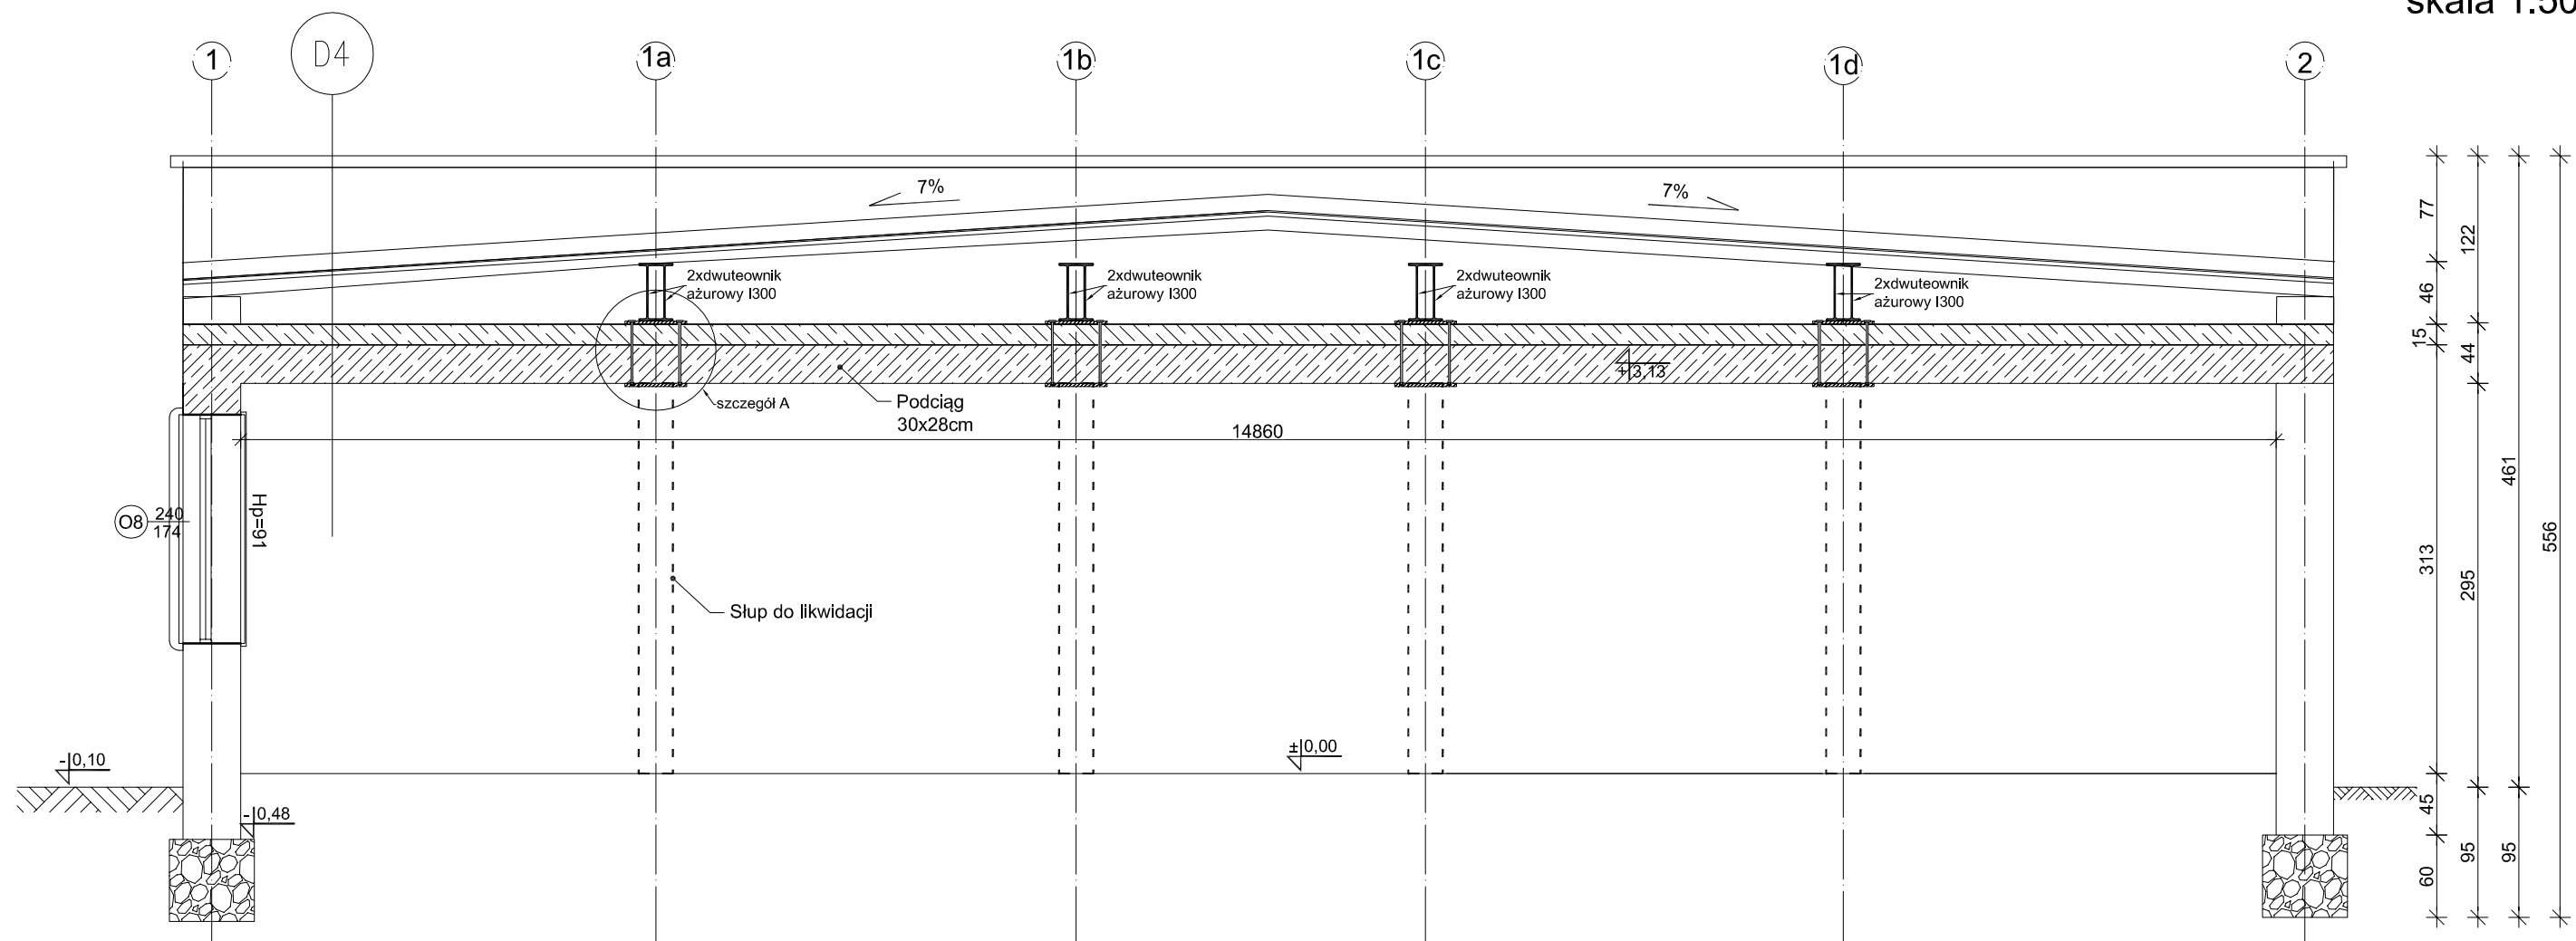 skala 1:50
1
D4
1a
1b
1c
1d
2
7%
7%
2xdwuteownik
ażurowy I300
2xdwuteownik
ażurowy I300
2xdwuteownik
ażurowy I300
2xdwuteownik
ażurowy I300
+3,13
szczegół A
Podciąg
30x28cm
14860
O8
240
174
Hp=91
Słup do likwidacji
-0,10
±0,00
-0,48
77
46
15
313
45
60
122
44
295
95
461
95
556